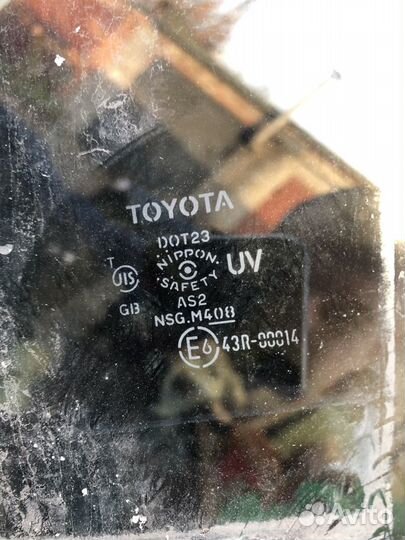 TOYOTA
DOT23
NIPPON
SAFETY
UV
T
JIS
GB
AS2
NSG.M408
E6 43R-00014
Avito